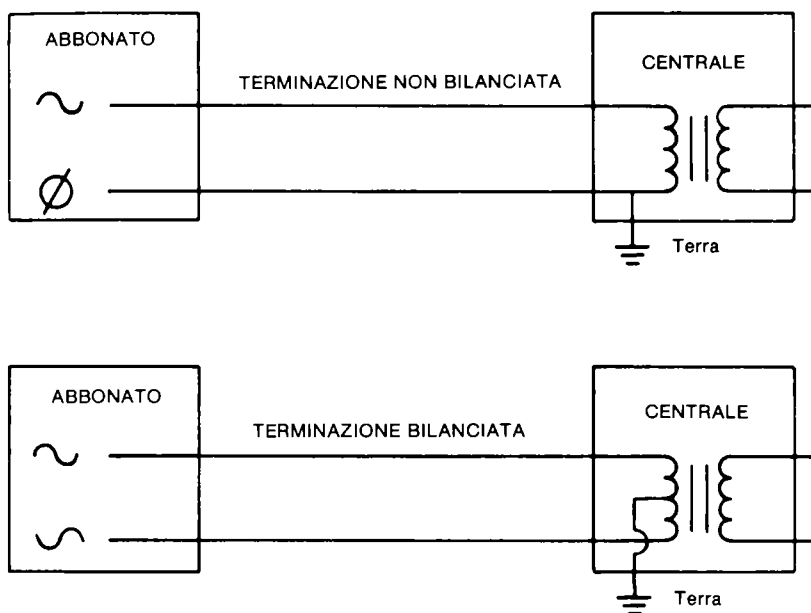 ABBONATO
TERMINAZIONE NON BILANCIATA
CENTRALE
Terra
ABBONATO
TERMINAZIONE BILANCIATA
CENTRALE
Terra